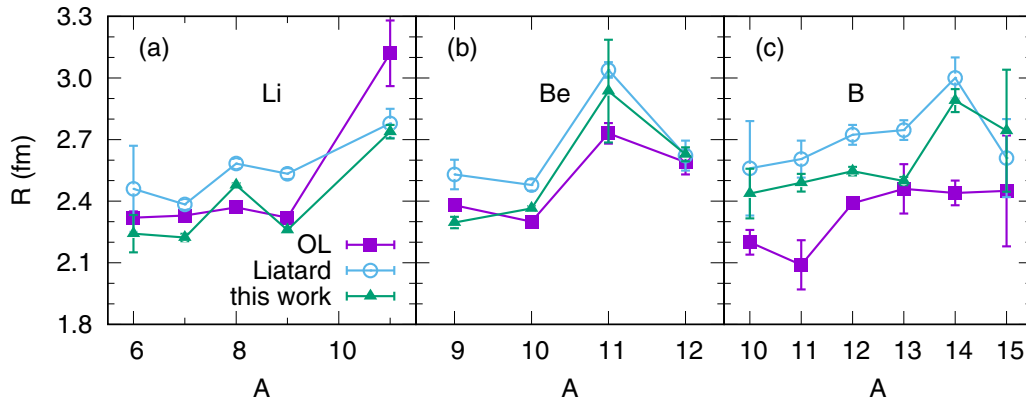 3.3
3.0
2.7
2.4
2.1
1.8
R (fm)
(a)
Li
OL
Liatard
this work
6 8 10
A
(b)
Be
9 10 11 12
A
(c)
B
10 11 12 13 14 15
A